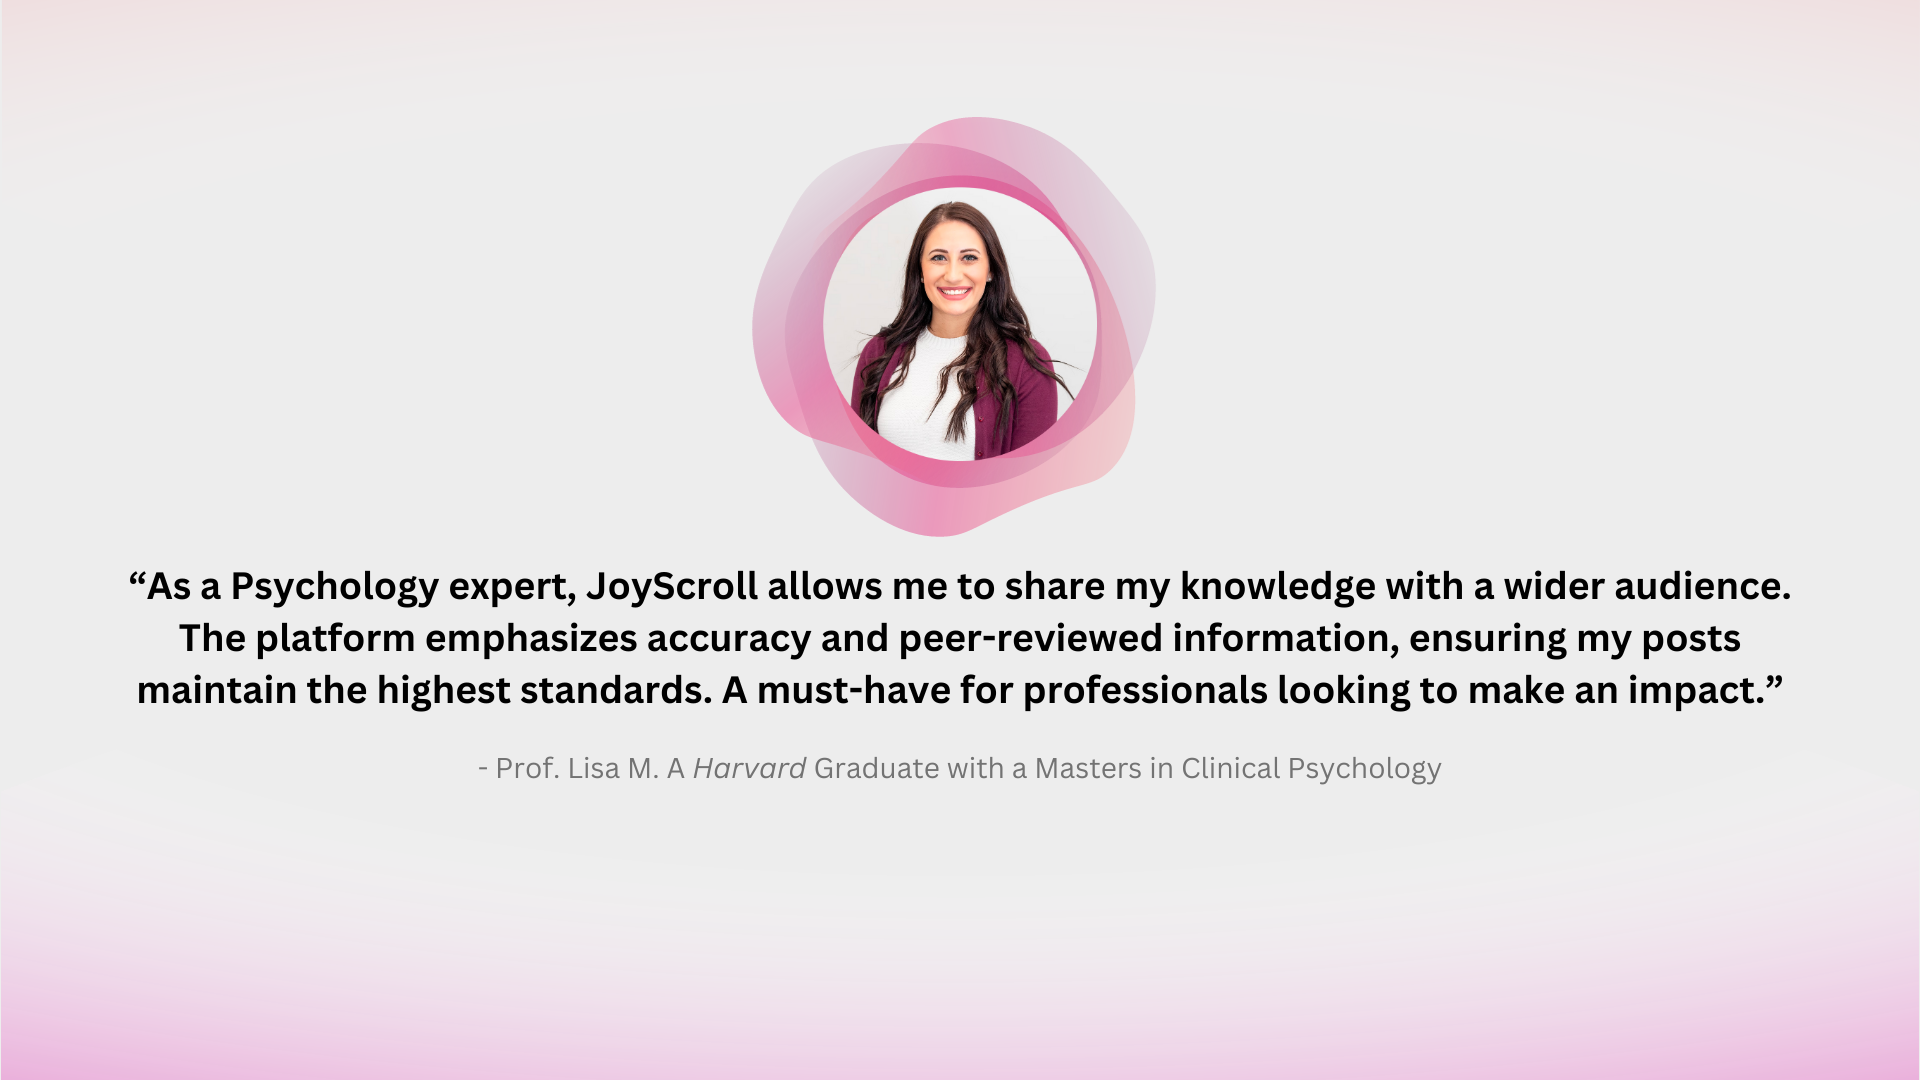 “As a Psychology expert, JoyScroll allows me to share my knowledge with a wider audience.
The platform emphasizes accuracy and peer-reviewed information, ensuring my posts
maintain the highest standards. A must-have for professionals looking to make an impact.”
- Prof. Lisa M. A Harvard Graduate with a Masters in Clinical Psychology